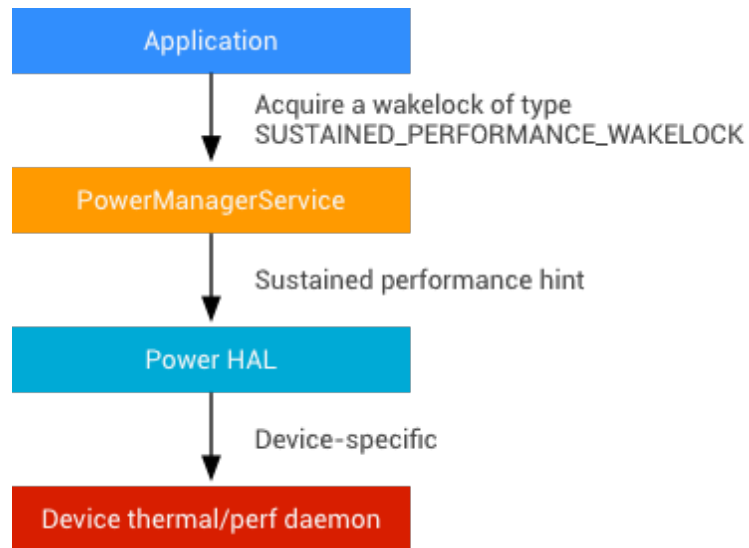 Application
Acquire a wakelock of type
SUSTAINED_PERFORMANCE_WAKELOCK
PowerManagerService
Sustained performance hint
Power HAL
Device-specific
Device thermal/perf daemon